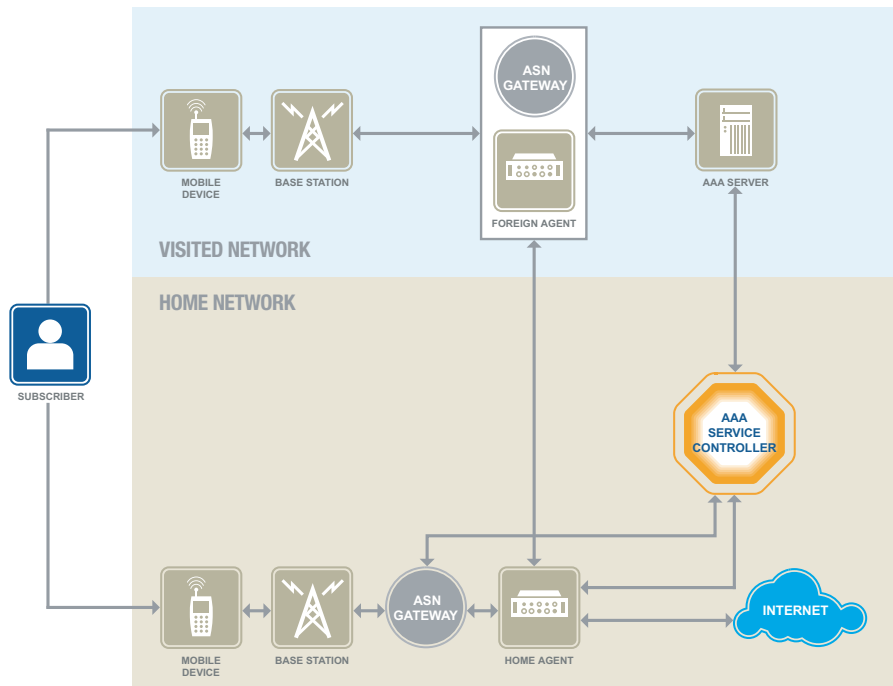 ASN
GATEWAY
MOBILE
DEVICE
BASE STATION
FOREIGN AGENT
AAA SERVER
VISITED NETWORK
HOME NETWORK
SUBSCRIBER
AAA
SERVICE
CONTROLLER
ASN
GATEWAY
INTERNET
MOBILE
DEVICE
BASE STATION
HOME AGENT